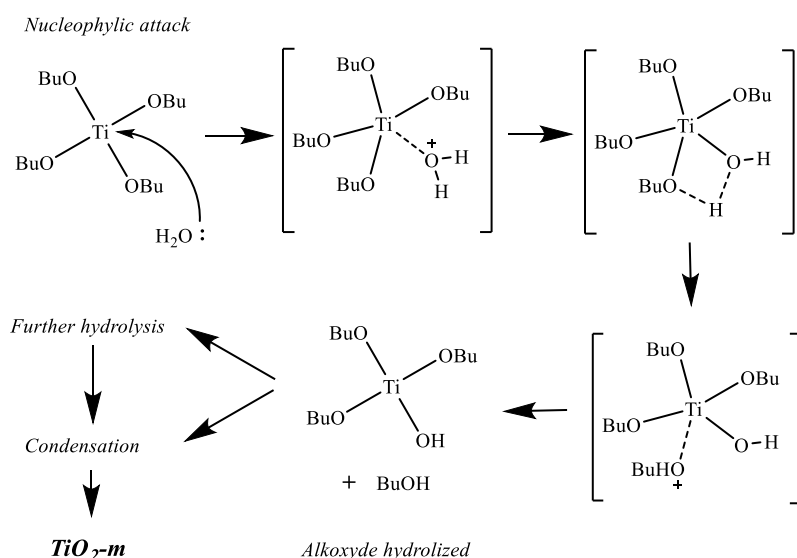 Nucleophylic attack
BuO
OBu
Ti
BuO
OBu
H₂O :
BuO
OBu
Ti
BuO
+
O H
BuO
H
BuO
OBu
Ti
BuO
O H
BuO
H
Further hydrolysis
Condensation
TiO₂-m
BuO
OBu
Ti
BuO
OH
+ BuOH
Alkoxyde hydrolized
BuO
OBu
Ti
BuO
O H
BuHO
+